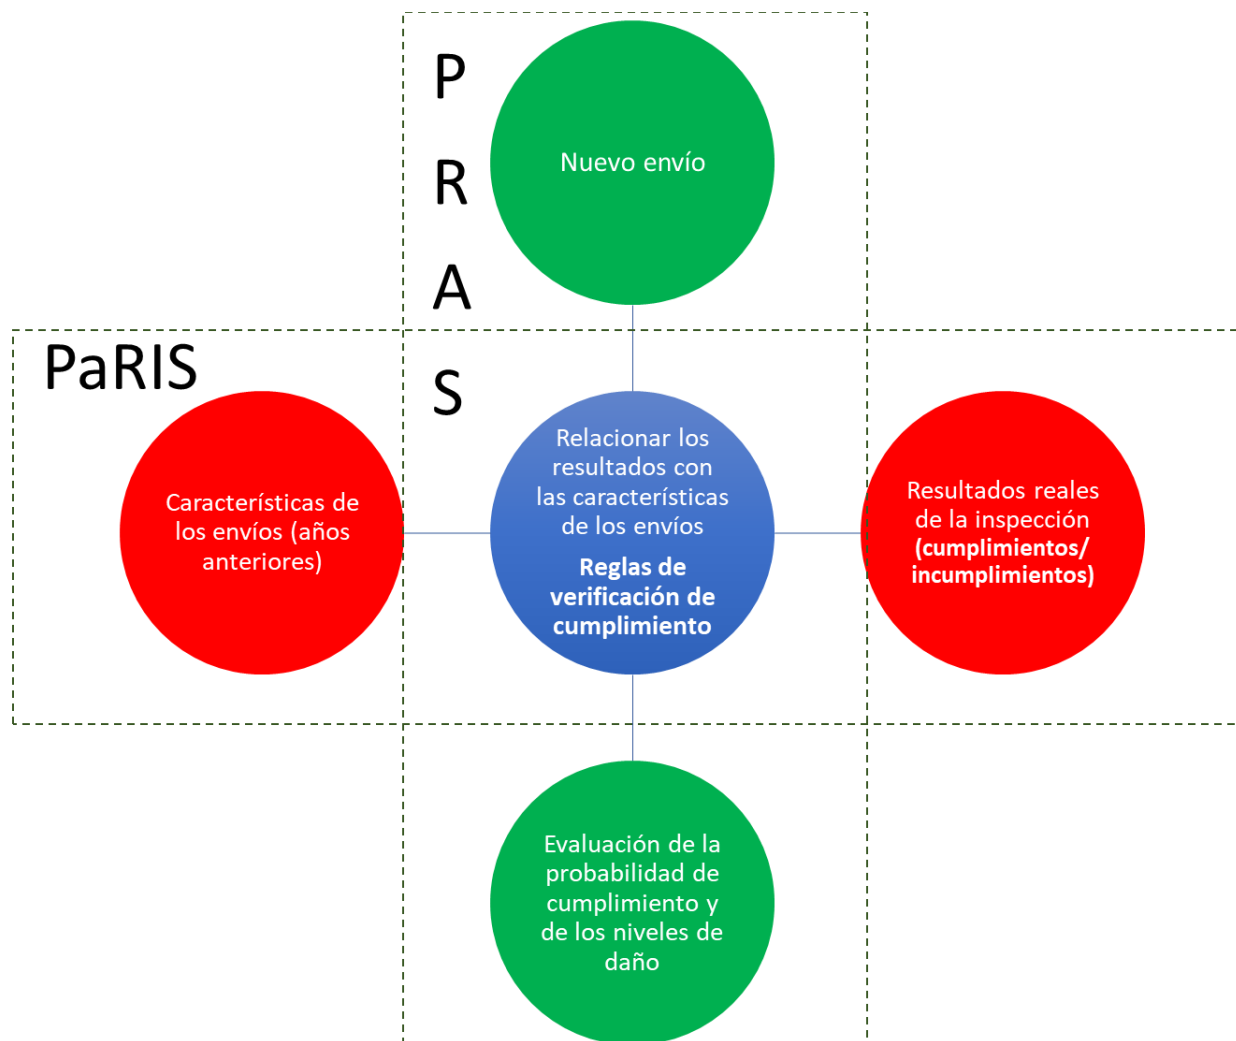 P
R
A
S
Nuevo envío
PaRIS
Características de
los envíos (años
anteriores)
Relacionar los
resultados con
las características
de los envíos
Reglas de
verificación de
cumplimiento
Resultados reales
de la inspección
(cumplimientos/
incumplimientos)
Evaluación de la
probabilidad de
cumplimiento y
de los niveles de
daño